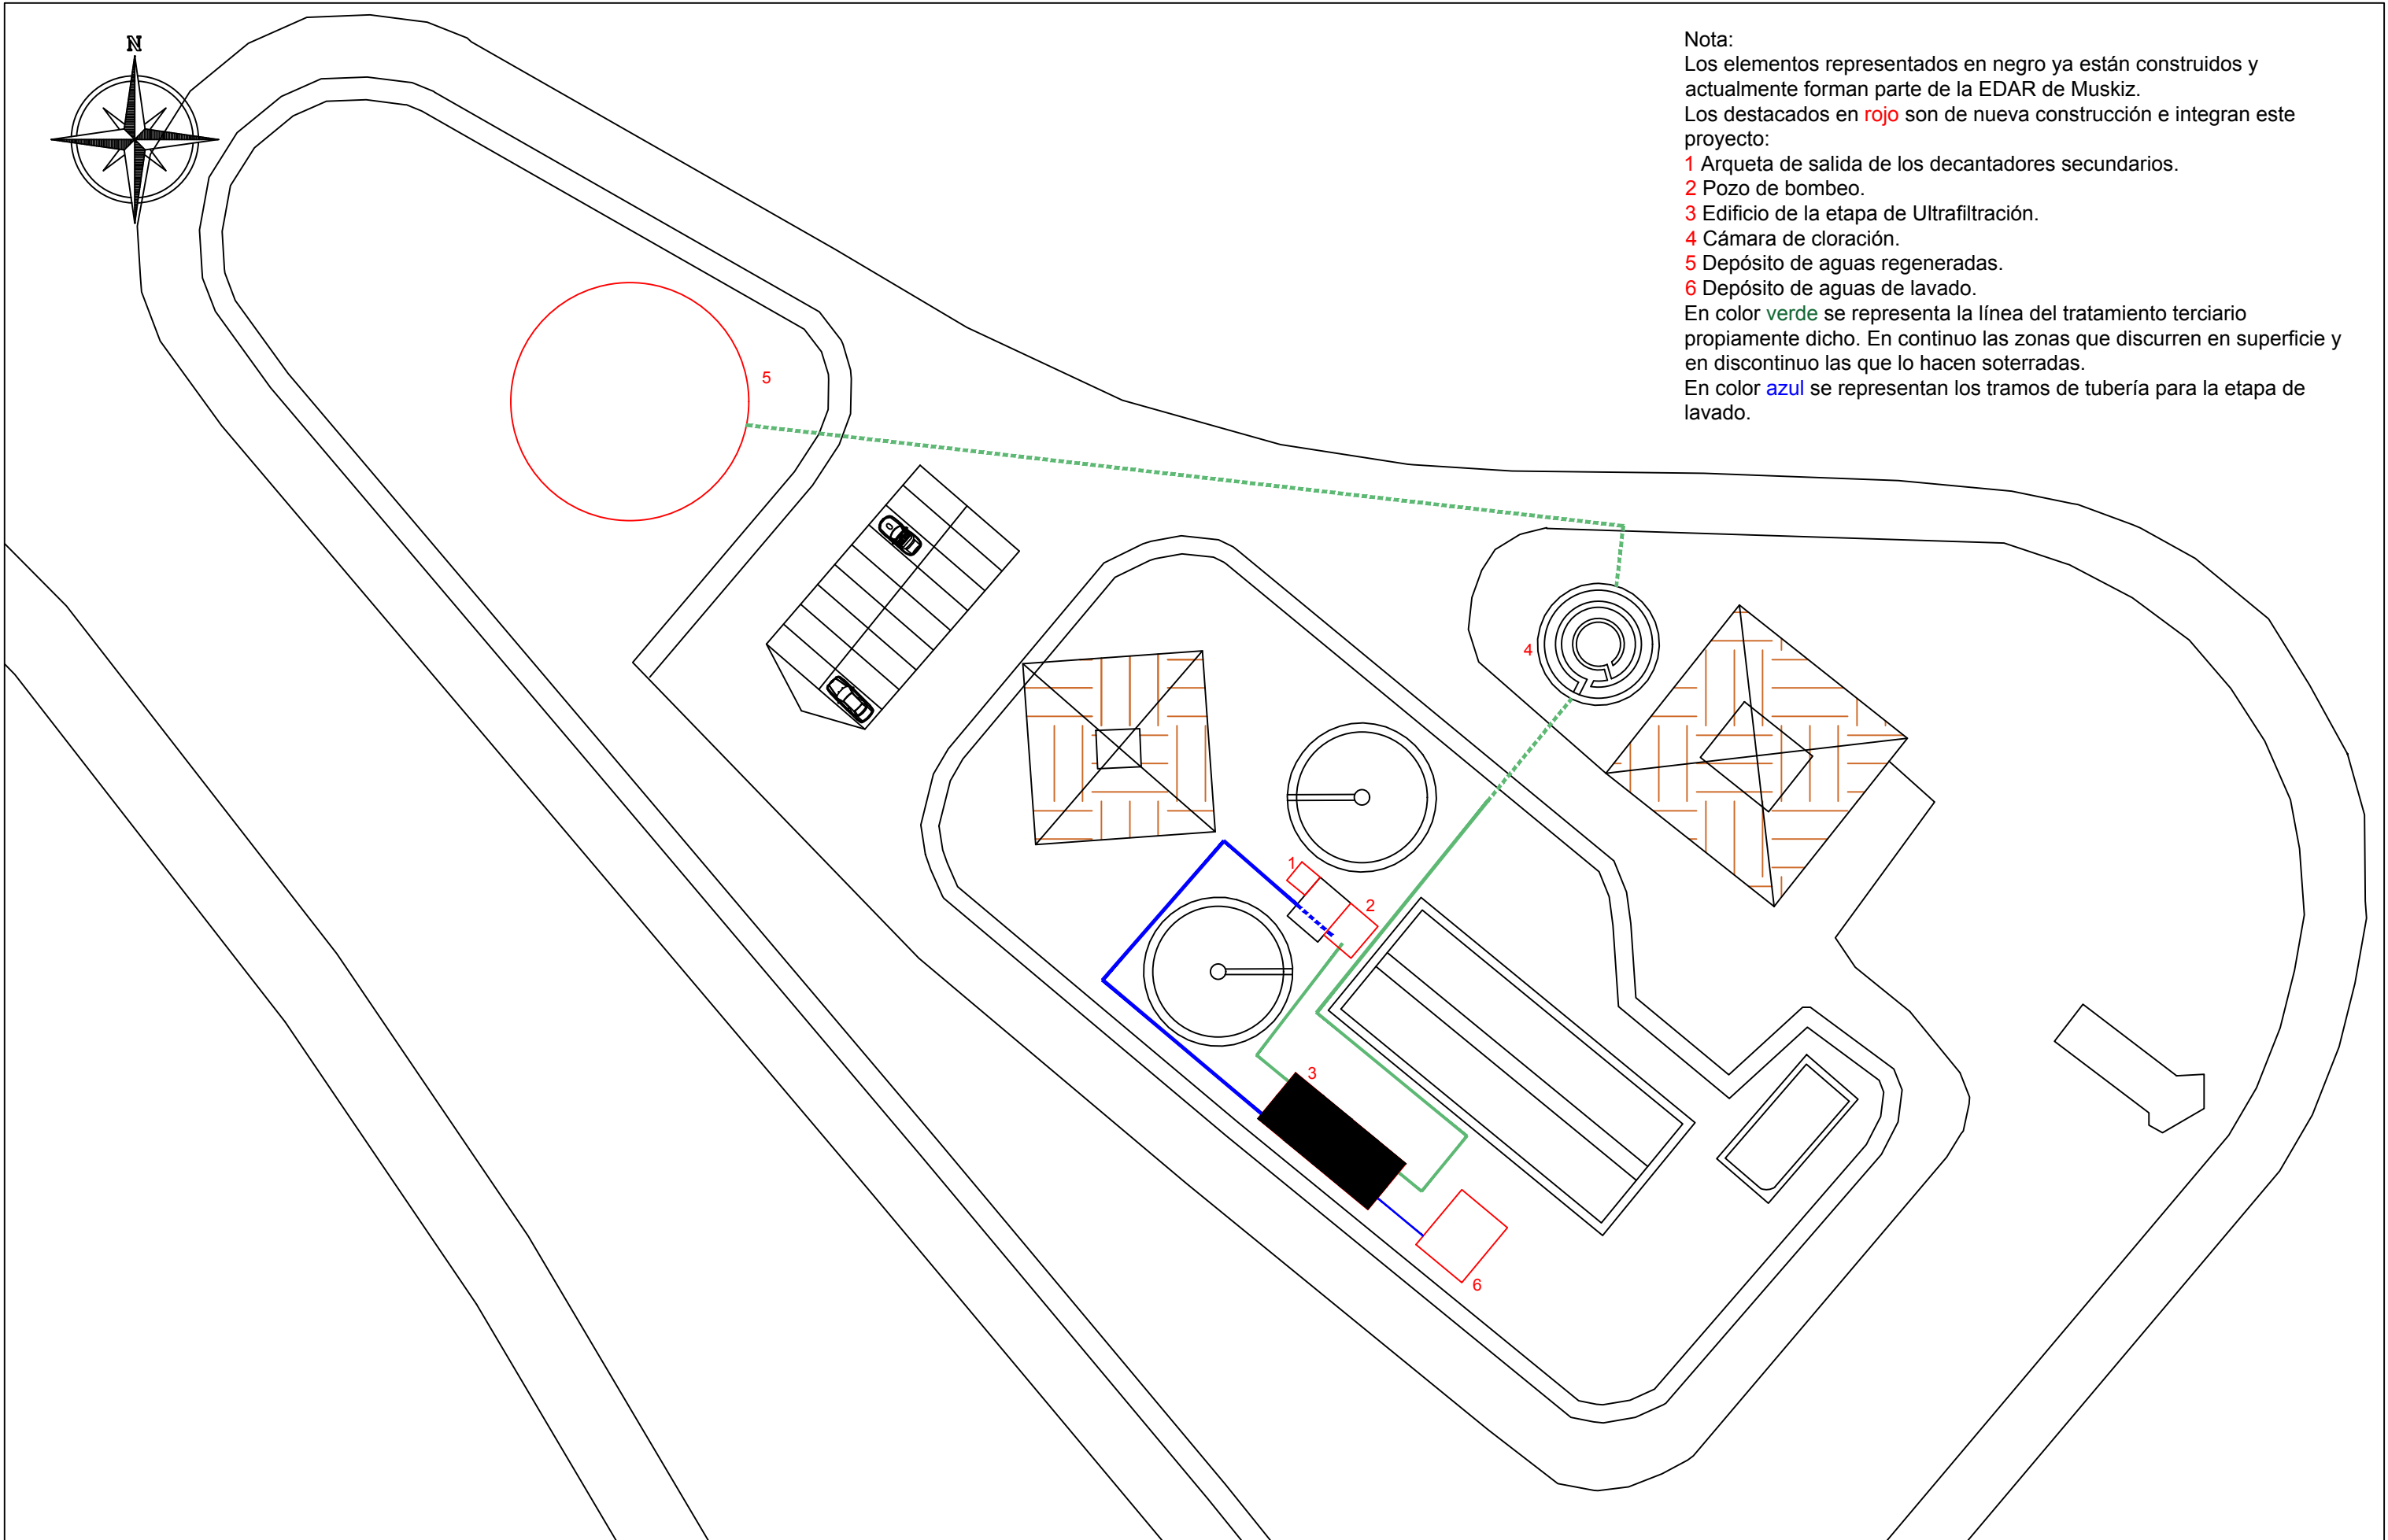 N
Nota:
Los elementos representados en negro ya están construidos y
actualmente forman parte de la EDAR de Muskiz.
Los destacados en rojo son de nueva construcción e integran este
proyecto:
1 Arqueta de salida de los decantadores secundarios.
2 Pozo de bombeo.
3 Edificio de la etapa de Ultrafiltración.
4 Cámara de cloración.
5 Depósito de aguas regeneradas.
6 Depósito de aguas de lavado.
En color verde se representa la línea del tratamiento terciario
propiamente dicho. En continuo las zonas que discurren en superficie y
en discontinuo las que lo hacen soterradas.
En color azul se representan los tramos de tubería para la etapa de
lavado.
5
4
1
2
3
6